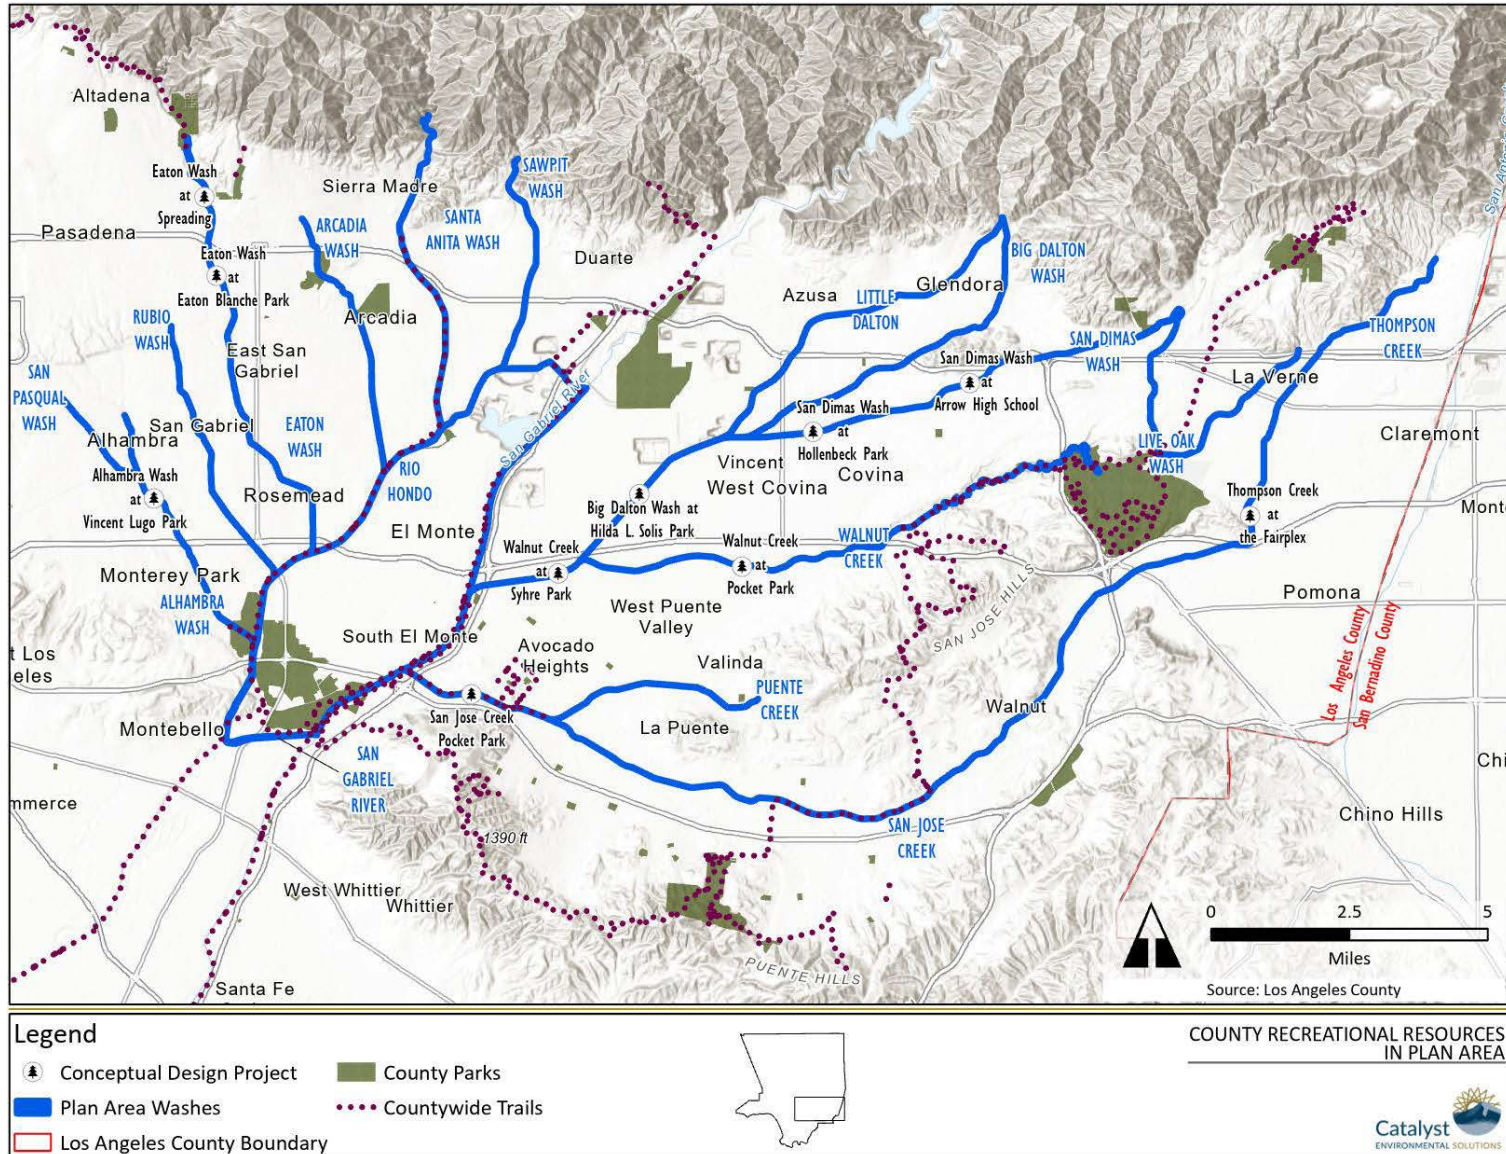 Altadena
Eaton Wash
at
Spreading
Sierra Madre
SAWPIT
WASH
Pasadena
ARCADIA
WASH
SANTA
ANITA WASH
Duarte
Eaton Wash
at
Eaton Blanche Park
BIG DALTON
WASH
Glendora
Azusa
LITTLE
DALTON
RUBIO
WASH
Arcadia
East San
Gabriel
SAN DIMAS
WASH
THOMPSON
CREEK
San Dimas Wash
at
Arrow High School
SAN
PASQUAL
WASH
La Verne
San Gabriel River
San Dimas Wash
at
Hollenbeck Park
Alhambra
San Gabriel
EATON
WASH
Claremont
LIVE OAK
WASH
Vincent
West Covina
Covina
Alhambra Wash
at
Vincent Lugo Park
Rosemead
RIO
HONDO
Big Dalton Wash at
Hilda L. Solis Park
Thompson Creek
at
the Fairplex
Mont
El Monte
Walnut Creek
at
Syhre Park
Walnut Creek
at
Pocket Park
WALNUT
CREEK
Monterey Park
ALHAMBRA
WASH
West Puente
Valley
SAN JOSE HILLS
Pomona
South El Monte
Avocado
Heights
t Los
eles
Valinda
PUENTE
CREEK
Los Angeles County
San Bernadino County
Montebello
San Jose Creek
Pocket Park
La Puente
Walnut
SAN
GABRIEL
RIVER
Chi
mmerce
1390 ft
SAN JOSE
CREEK
Chino Hills
West Whittier
Whittier
PUENTE HILLS
Santa Fe
0 2.5 5
Miles
Source: Los Angeles County
Legend
Conceptual Design Project
County Parks
Plan Area Washes
Countywide Trails
Los Angeles County Boundary
COUNTY RECREATIONAL RESOURCES
IN PLAN AREA
Catalyst
ENVIRONMENTAL SOLUTIONS